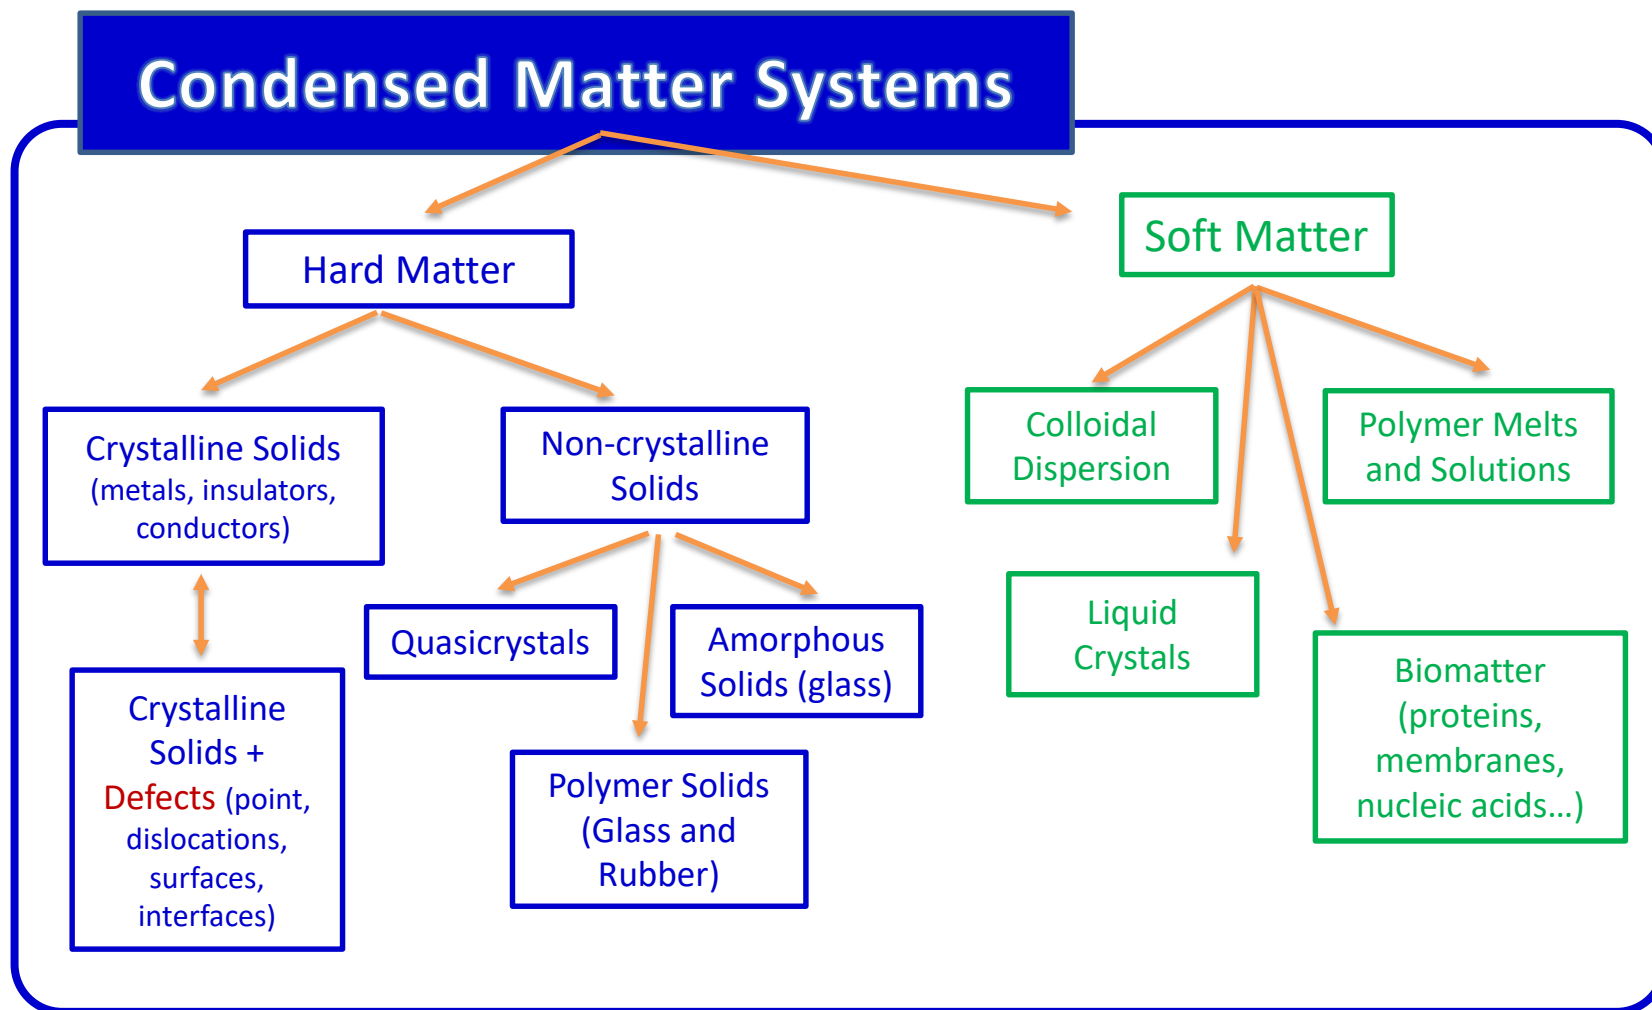 Condensed Matter Systems
Hard Matter
Soft Matter
Crystalline Solids
(metals, insulators,
conductors)
Non-crystalline
Solids
Colloidal
Dispersion
Polymer Melts
and Solutions
Quasicrystals
Amorphous
Solids (glass)
Liquid
Crystals
Crystalline
Solids +
Defects (point,
dislocations,
surfaces,
interfaces)
Polymer Solids
(Glass and
Rubber)
Biomatter
(proteins,
membranes,
nucleic acids…)